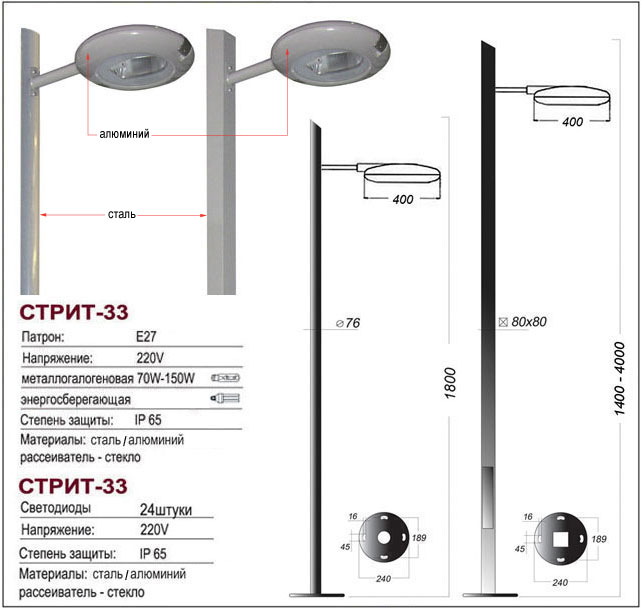 алюминий
сталь
СТРИТ-33
Патрон: E27
Напряжение: 220V
металлогалогеновая 70W-150W
энергосберегающая
Степень защиты: IP 65
Материалы: сталь/алюминий
рассеиватель - стекло
СТРИТ-33
Светодиоды 24штуки
Напряжение: 220V
Степень защиты: IP 65
Материалы: сталь/алюминий
рассеиватель - стекло
400
⌀76
1800
16
45
189
240
400
80x80
1400 - 4000
16
45
189
240